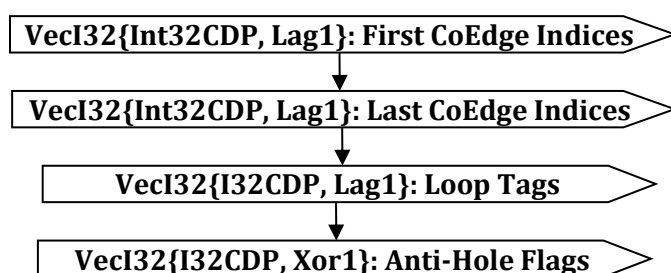 VecI32{Int32CDP, Lag1}: First CoEdge Indices
VecI32{Int32CDP, Lag1}: Last CoEdge Indices
VecI32{I32CDP, Lag1}: Loop Tags
VecI32{I32CDP, Xor1}: Anti-Hole Flags